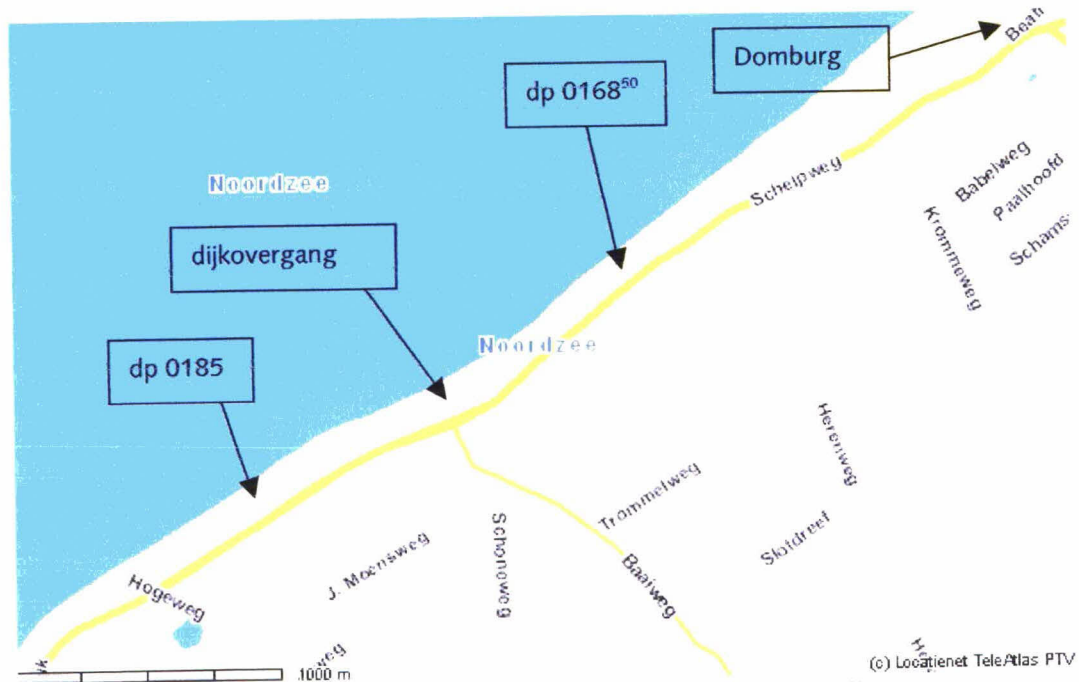 Domburg
dp 0168⁵⁰
Schelpweg
Noordzee
Babelweg
Paalhoofd
Krommeweg
dijkovergang
Noordzee
dp 0185
Herenweg
Trommelweg
Slotdreef
Schoneweg
J. Moensweg
Baaiweg
Hogeweg
1000 m
(c) Locatienet TeleAtlas PTV